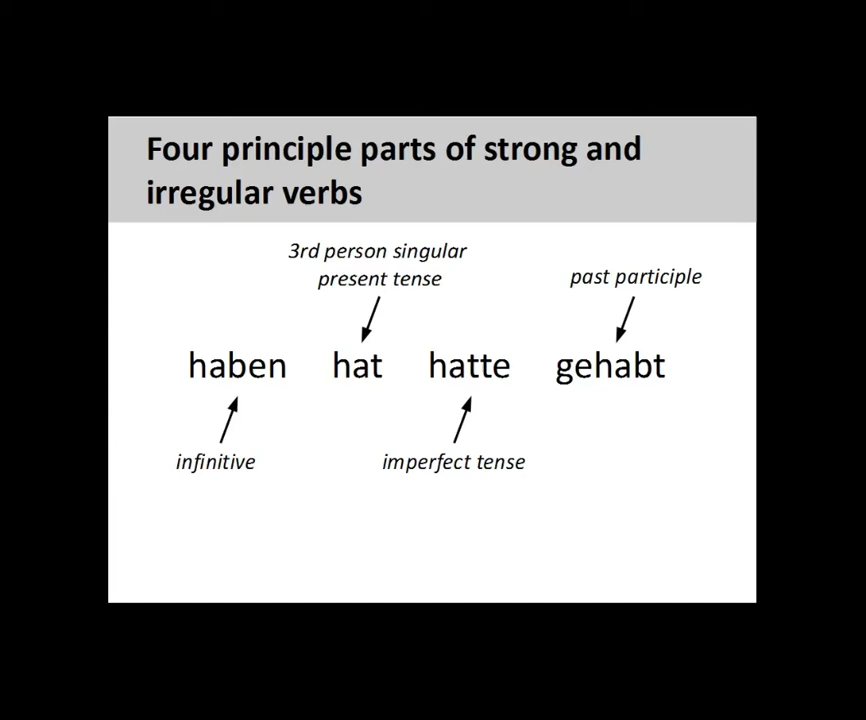 Four principle parts of strong and
irregular verbs
3rd person singular
present tense
past participle
haben hat hatte gehabt
infinitive
imperfect tense